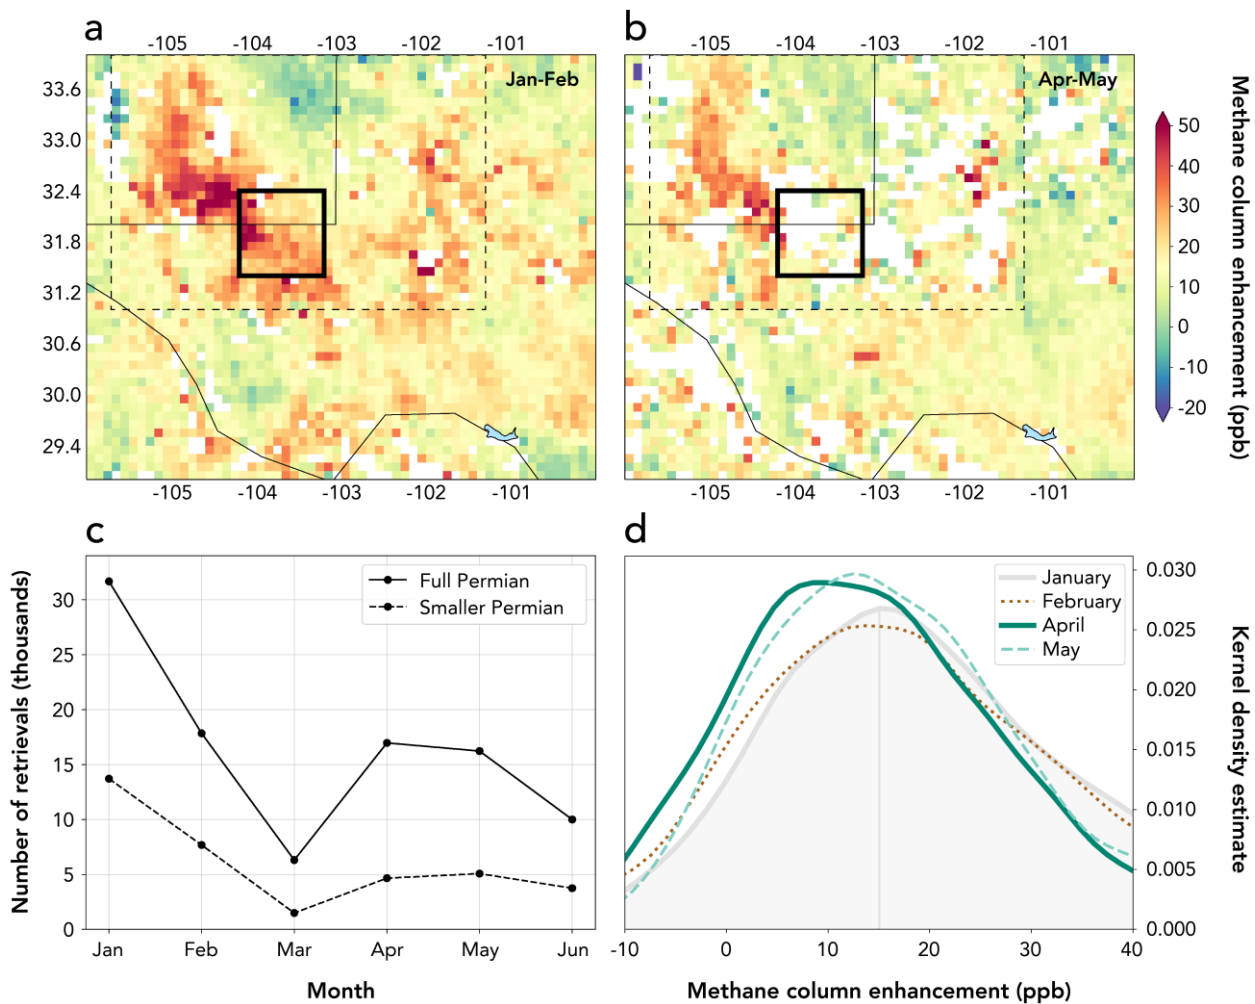 a
b
-105 -104 -103 -102 -101
-105 -104 -103 -102 -101
Jan-Feb
Apr-May
33.6
33.0
32.4
31.8
31.2
30.6
30.0
29.4
-105 -104 -103 -102 -101
-105 -104 -103 -102 -101
50
40
30
20
10
0
-10
-20
Methane column enhancement (ppb)
c
d
Number of retrievals (thousands)
30
25
20
15
10
5
0
Full Permian
Smaller Permian
Jan Feb Mar Apr May Jun
Month
January
February
April
May
0.030
0.025
0.020
0.015
0.010
0.005
0.000
Kernel density estimate
-10 0 10 20 30 40
Methane column enhancement (ppb)